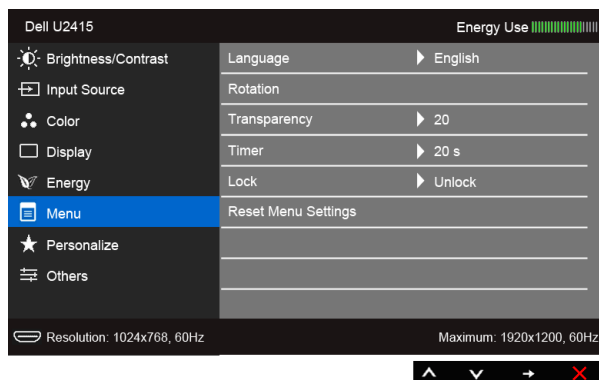 Dell U2415 Energy Use
Brightness/Contrast Language English
Input Source Rotation
Color Transparency 20
Display Timer 20 s
Energy Lock Unlock
Menu Reset Menu Settings
Personalize
Others
Resolution: 1024x768, 60Hz Maximum: 1920x1200, 60Hz